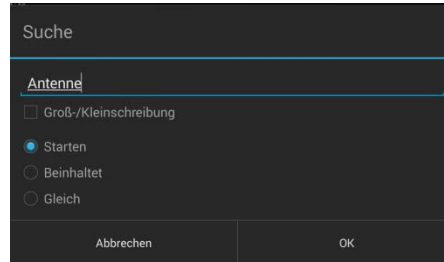 Suche
Antenne
Groß-/Kleinschreibung
Starten
Beinhaltet
Gleich
Abbrechen OK